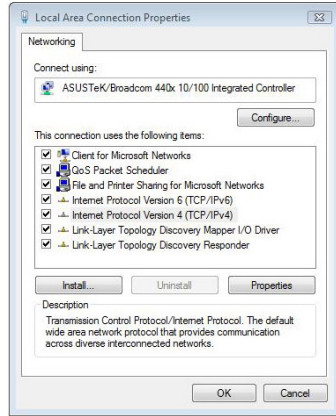 Local Area Connection Properties
Networking
Connect using:
ASUSTeK/Broadcom 440x 10/100 Integrated Controller
Configure...
This connection uses the following items:
Client for Microsoft Networks
QoS Packet Scheduler
File and Printer Sharing for Microsoft Networks
Internet Protocol Version 6 (TCP/IPv6)
Internet Protocol Version 4 (TCP/IPv4)
Link-Layer Topology Discovery Mapper I/O Driver
Link-Layer Topology Discovery Responder
Install... Uninstall Properties
Description
Transmission Control Protocol/Internet Protocol. The default
wide area network protocol that provides communication
across diverse interconnected networks.
OK Cancel